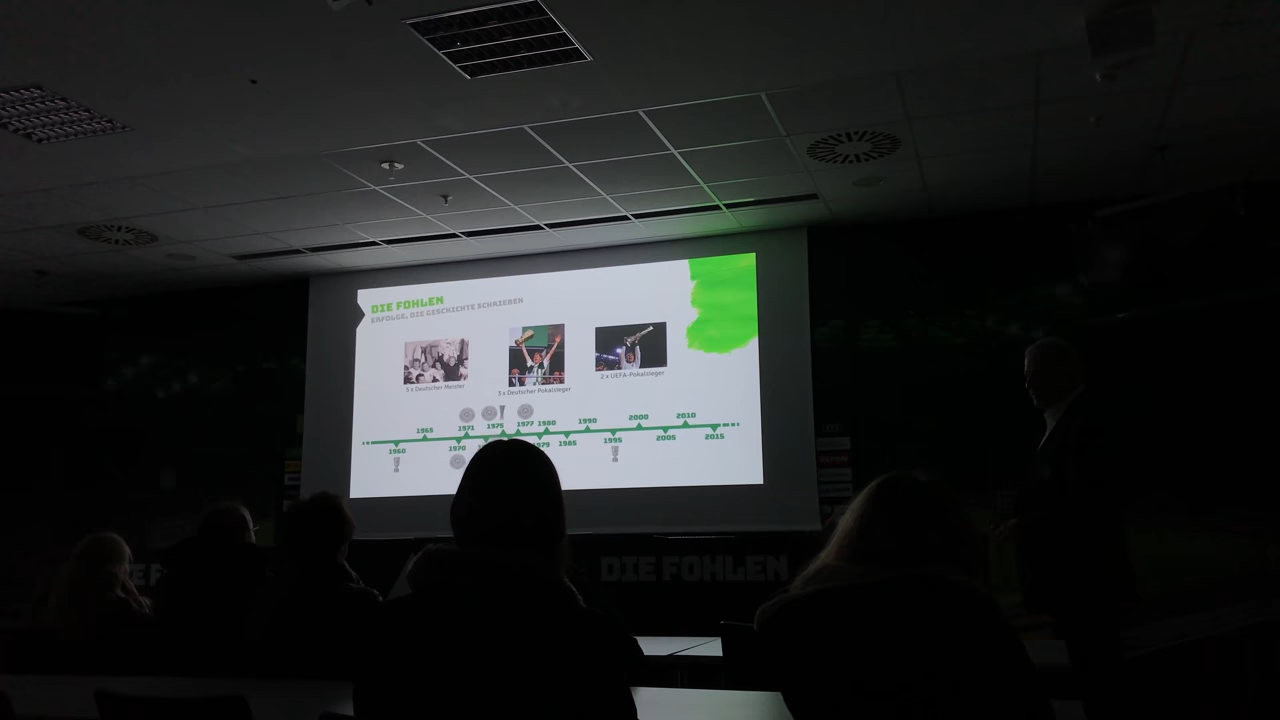 DIE FOHLEN
ERFOLGE, DIE GESCHICHTE SCHRIEBEN
5 x Deutscher Meister
3 x Deutscher Pokalsieger
2 x UEFA-Pokalsieger
1965 1971 1975 1977 1980 1990 2000 2010
1960 1970 1979 1985 1995 2005 2015
DIE FOHLEN